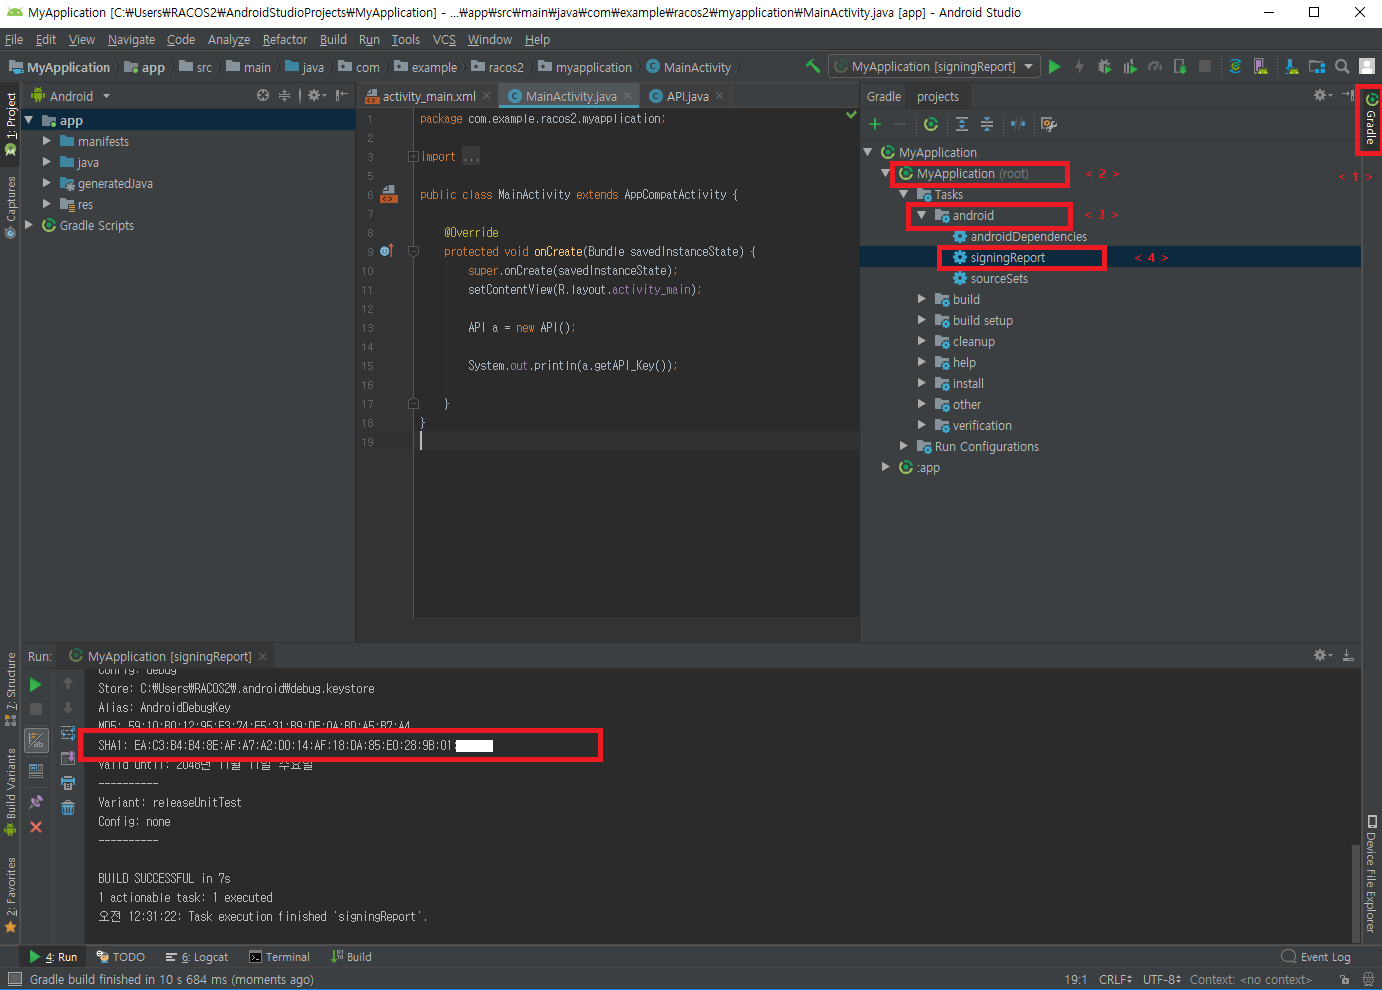 MyApplication [C:￦Users￦RACOS2￦AndroidStudioProjects￦MyApplication] - ...￦app￦src￦main￦java￦com￦example￦racos2￦myapplication￦MainActivity.java [app] - Android Studio
File Edit View Navigate Code Analyze Refactor Build Run Tools VCS Window Help
MyApplication app src main java com example racos2 myapplication MainActivity MyApplication [signingReport]
1: Project
Captures
7: Structure
Build Variants
2: Favorites
Android
app
manifests
java
generatedJava
res
Gradle Scripts
activity_main.xml MainActivity.java API.java
1 package com.example.racos2.myapplication;
2
3 import ...
5
6 public class MainActivity extends AppCompatActivity {
7
8 @Override
9 protected void onCreate(Bundle savedInstanceState) {
10 super.onCreate(savedInstanceState);
11 setContentView(R.layout.activity_main);
12
13 API a = new API();
14
15 System.out.println(a.getAPI_Key());
16
17 }
18 }
19
Gradle projects
MyApplication
MyApplication (root) < 2 >
Tasks
android < 3 >
androidDependencies
signingReport < 4 >
sourceSets
build
build setup
cleanup
help
install
other
verification
Run Configurations
:app
Gradle
< 1 >
Device File Explorer
Run: MyApplication [signingReport]
Config: debug
Store: C:￦Users￦RACOS2￦.android￦debug.keystore
Alias: AndroidDebugKey
SHA1: EA:C3:B4:B4:8E:AF:A7:A2:D0:14:AF:18:DA:85:E0:28:9B:01:
Valid until: 2048년 11월 11일 수요일
----------
Variant: releaseUnitTest
Config: none
----------
BUILD SUCCESSFUL in 7s
1 actionable task: 1 executed
오전 12:31:22: Task execution finished 'signingReport'.
4: Run TODO 6: Logcat Terminal Build Event Log
Gradle build finished in 10 s 684 ms (moments ago) 19:1 CRLF UTF-8 Context: <no context>